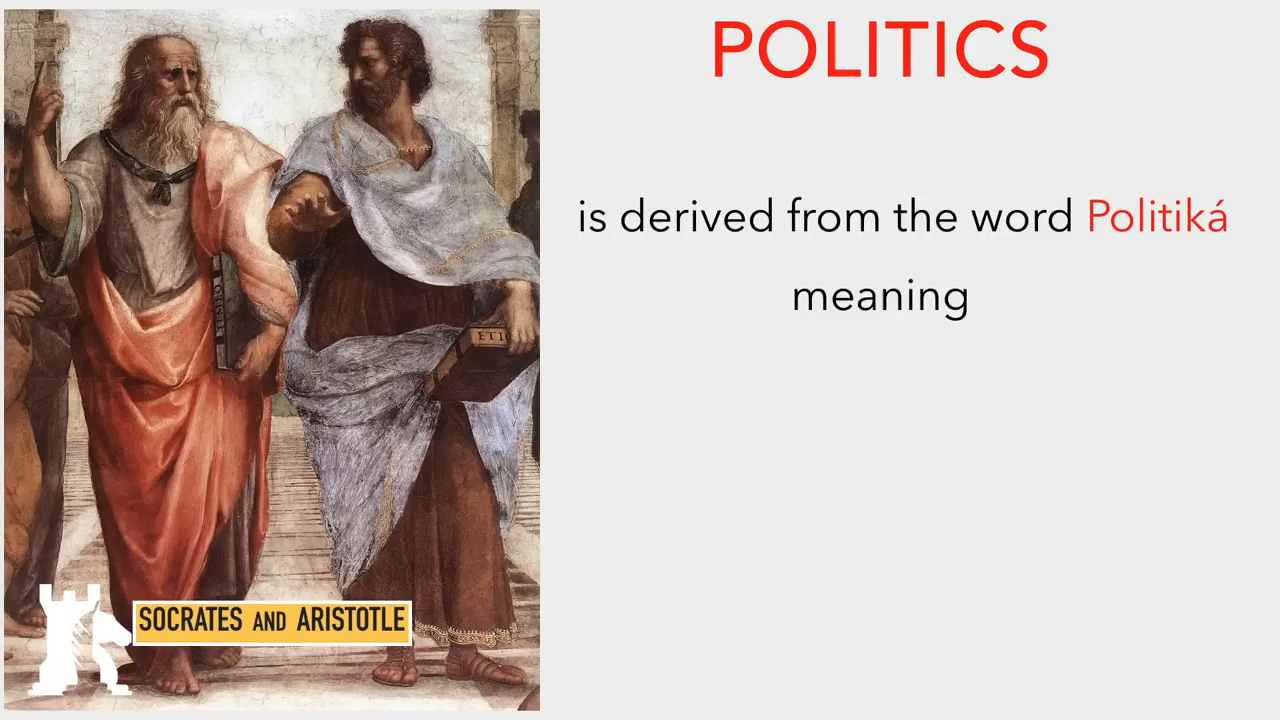 POLITICS
is derived from the word Politiká
meaning
SOCRATES AND ARISTOTLE